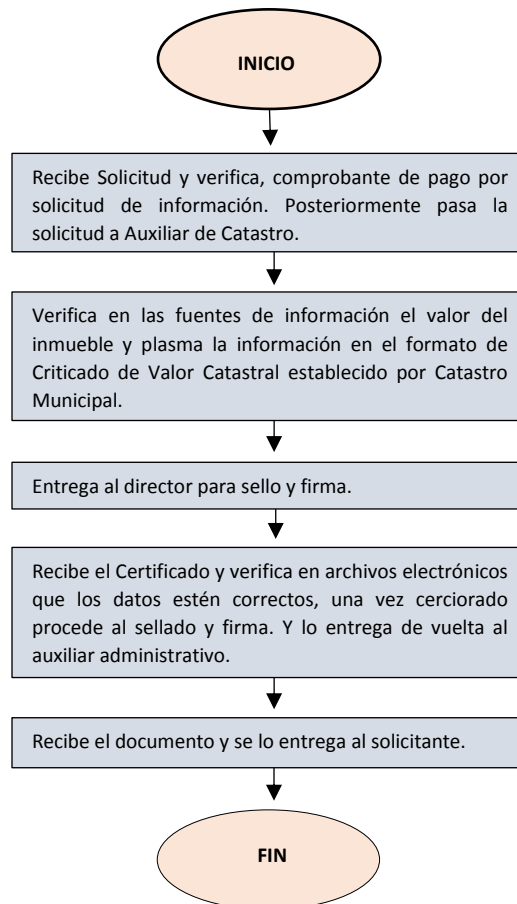 INICIO
Recibe Solicitud y verifica, comprobante de pago por
solicitud de información. Posteriormente pasa la
solicitud a Auxiliar de Catastro.
Verifica en las fuentes de información el valor del
inmueble y plasma la información en el formato de
Criticado de Valor Catastral establecido por Catastro
Municipal.
Entrega al director para sello y firma.
Recibe el Certificado y verifica en archivos electrónicos
que los datos estén correctos, una vez cerciorado
procede al sellado y firma. Y lo entrega de vuelta al
auxiliar administrativo.
Recibe el documento y se lo entrega al solicitante.
FIN